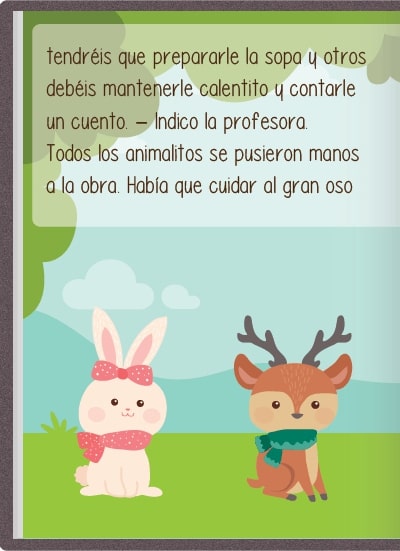 tendréis que prepararle la sopa y otros
debéis mantenerle calentito y contarle
un cuento. – Indico la profesora.
Todos los animalitos se pusieron manos
a la obra. Había que cuidar al gran oso